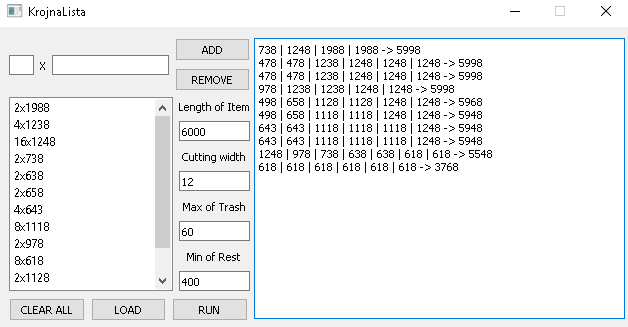 KrojnaLista
x
ADD
REMOVE
2x1988
4x1238
16x1248
2x738
2x638
2x658
4x643
8x1118
2x978
8x618
2x1128
Length of Item
6000
Cutting width
12
Max of Trash
60
Min of Rest
400
CLEAR ALL
LOAD
RUN
738 | 1248 | 1988 | 1988 -> 5998
478 | 478 | 1238 | 1248 | 1248 | 1248 -> 5998
478 | 478 | 1238 | 1248 | 1248 | 1248 -> 5998
978 | 1238 | 1238 | 1248 | 1248 -> 5998
498 | 658 | 1128 | 1128 | 1248 | 1248 -> 5968
498 | 658 | 1118 | 1118 | 1248 | 1248 -> 5948
643 | 643 | 1118 | 1118 | 1118 | 1248 -> 5948
643 | 643 | 1118 | 1118 | 1118 | 1248 -> 5948
1248 | 978 | 738 | 638 | 638 | 618 | 618 -> 5548
618 | 618 | 618 | 618 | 618 | 618 -> 3768